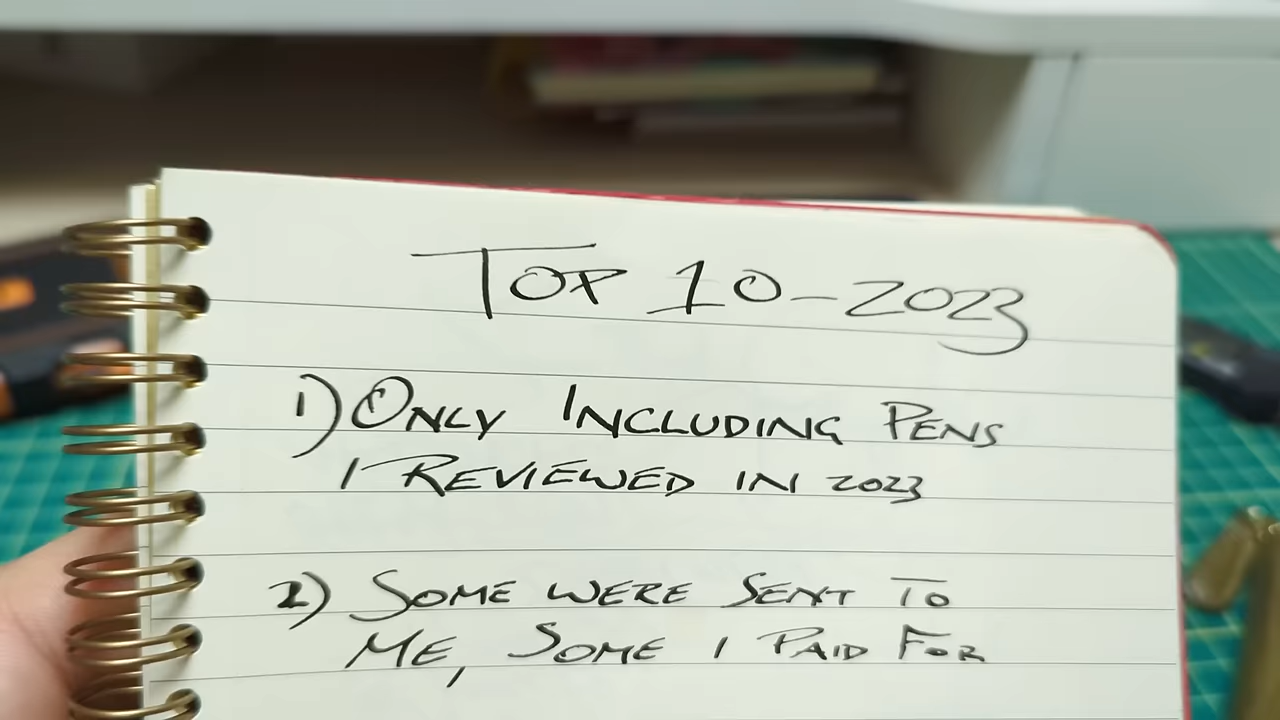 TOP 10-2023
1) ONLY INCLUDING PENS
I REVIEWED IN 2023
2) SOME WERE SENT TO
ME, SOME I PAID FOR